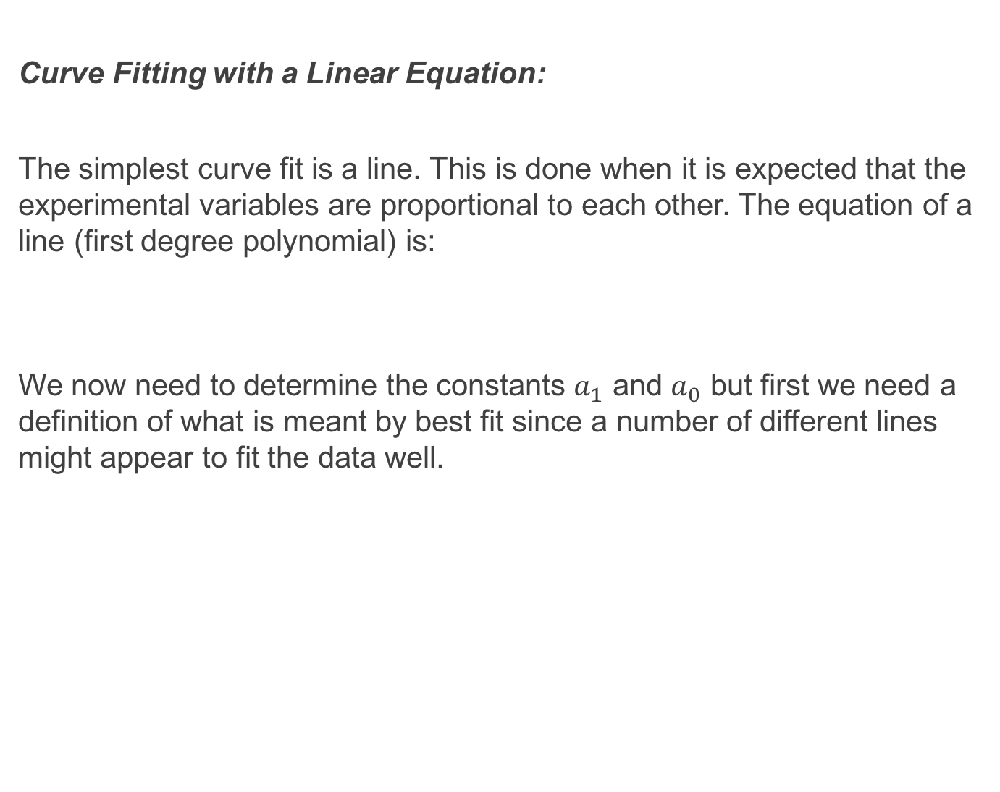 Curve Fitting with a Linear Equation:
The simplest curve fit is a line. This is done when it is expected that the
experimental variables are proportional to each other. The equation of a
line (first degree polynomial) is:
We now need to determine the constants a₁ and a₀ but first we need a
definition of what is meant by best fit since a number of different lines
might appear to fit the data well.